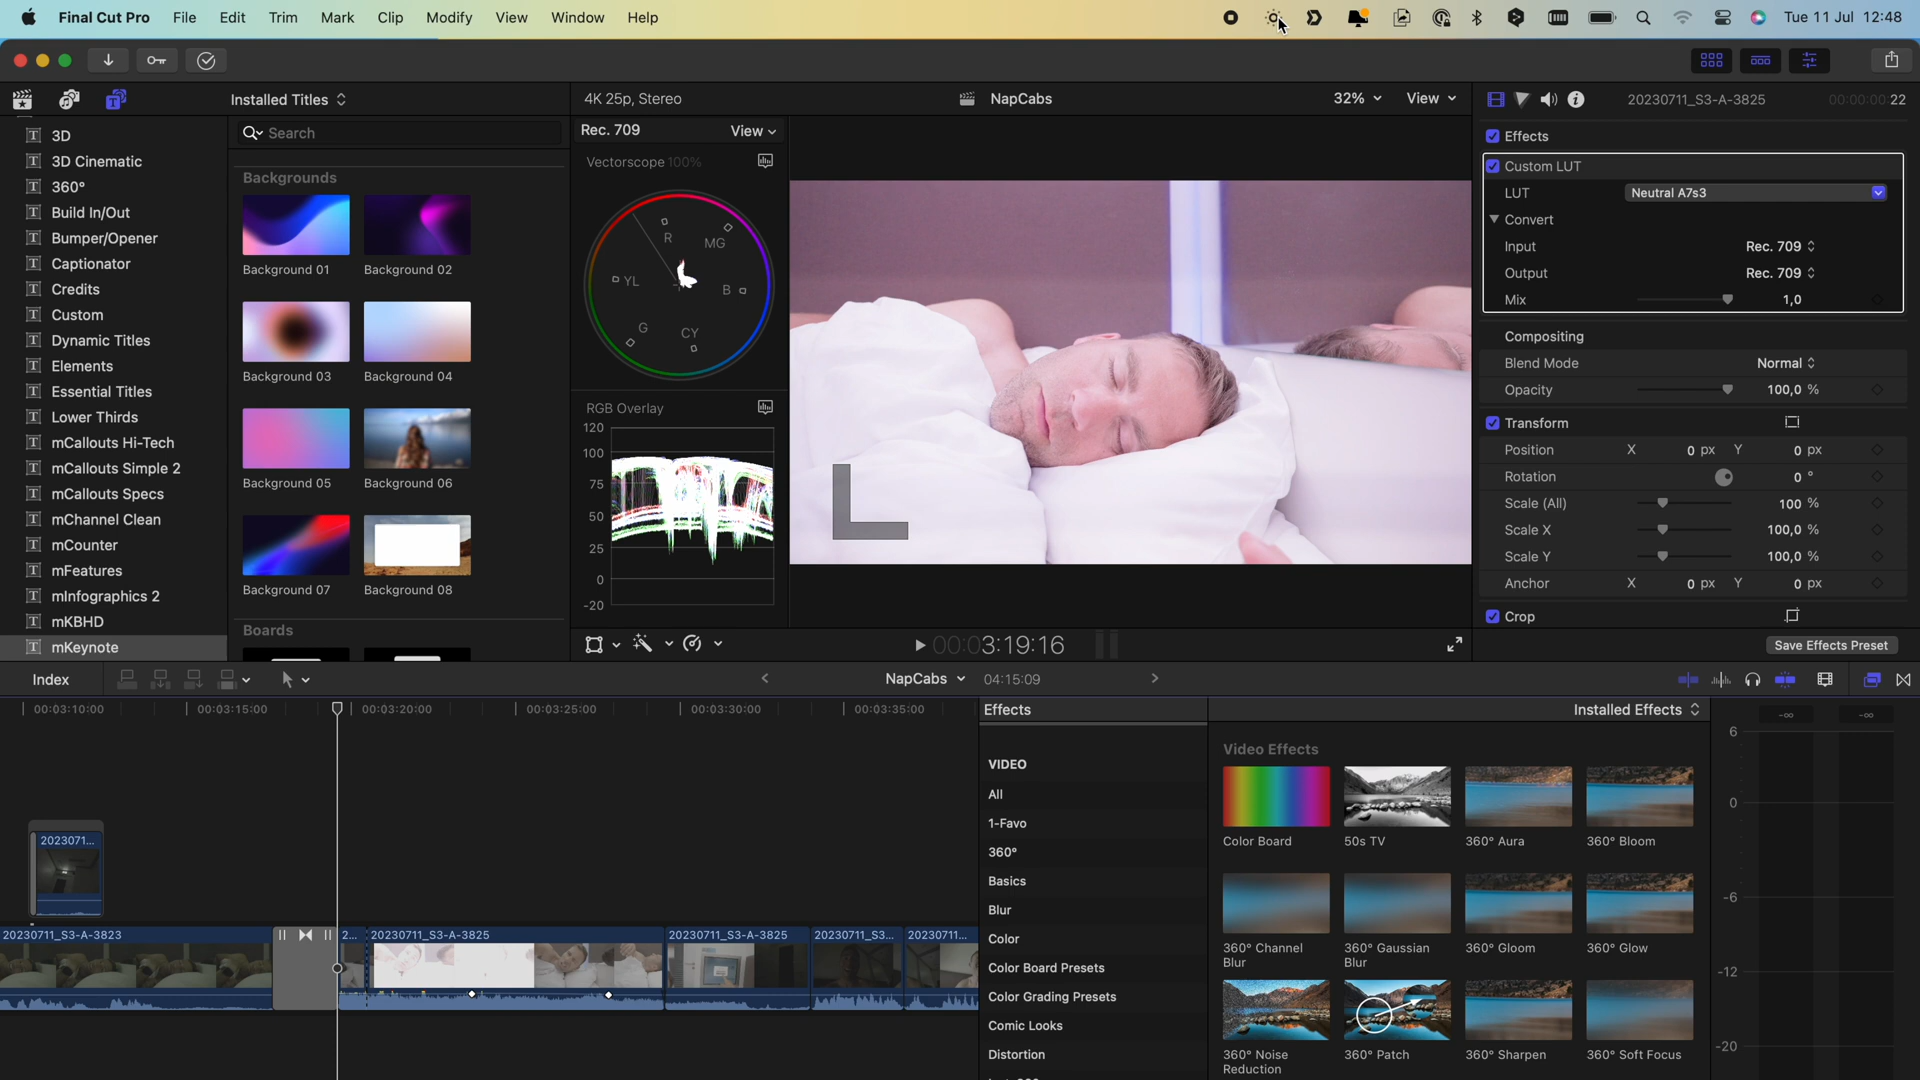 Final Cut Pro File Edit Trim Mark Clip Modify View Window Help Tue 11 Jul 12:48
Installed Titles 4K 25p, Stereo NapCabs 32% View 20230711_S3-A-3825 00:00:00:22
3D
3D Cinematic
360°
Build In/Out
Bumper/Opener
Captionator
Credits
Custom
Dynamic Titles
Elements
Essential Titles
Lower Thirds
mCallouts Hi-Tech
mCallouts Simple 2
mCallouts Specs
mChannel Clean
mCounter
mFeatures
mInfographics 2
mKBHD
mKeynote
Search
Backgrounds
Background 01 Background 02
Background 03 Background 04
Background 05 Background 06
Background 07 Background 08
Boards
Rec. 709 View
Vectorscope 100%
R MG
YL B
G CY
RGB Overlay
120
100
75
50
25
0
-20
00:03:19:16
Effects
Custom LUT
LUT Neutral A7s3
Convert
Input Rec. 709
Output Rec. 709
Mix 1,0
Compositing
Blend Mode Normal
Opacity 100,0 %
Transform
Position X 0 px Y 0 px
Rotation 0 °
Scale (All) 100 %
Scale X 100,0 %
Scale Y 100,0 %
Anchor X 0 px Y 0 px
Crop
Save Effects Preset
Index NapCabs 04:15:09
00:03:10:00 00:03:15:00 00:03:20:00 00:03:25:00 00:03:30:00 00:03:35:00
2023071...
20230711_S3-A-3823 2... 20230711_S3-A-3825 20230711_S3-A-3825 20230711_S3... 20230711...
Effects Installed Effects
VIDEO
All
1-Favo
360°
Basics
Blur
Color
Color Board Presets
Color Grading Presets
Comic Looks
Distortion
Video Effects
Color Board 50s TV 360° Aura 360° Bloom
360° Channel Blur 360° Gaussian Blur 360° Gloom 360° Glow
360° Noise Reduction 360° Patch 360° Sharpen 360° Soft Focus
-∞ -∞
6
0
-6
-12
-20